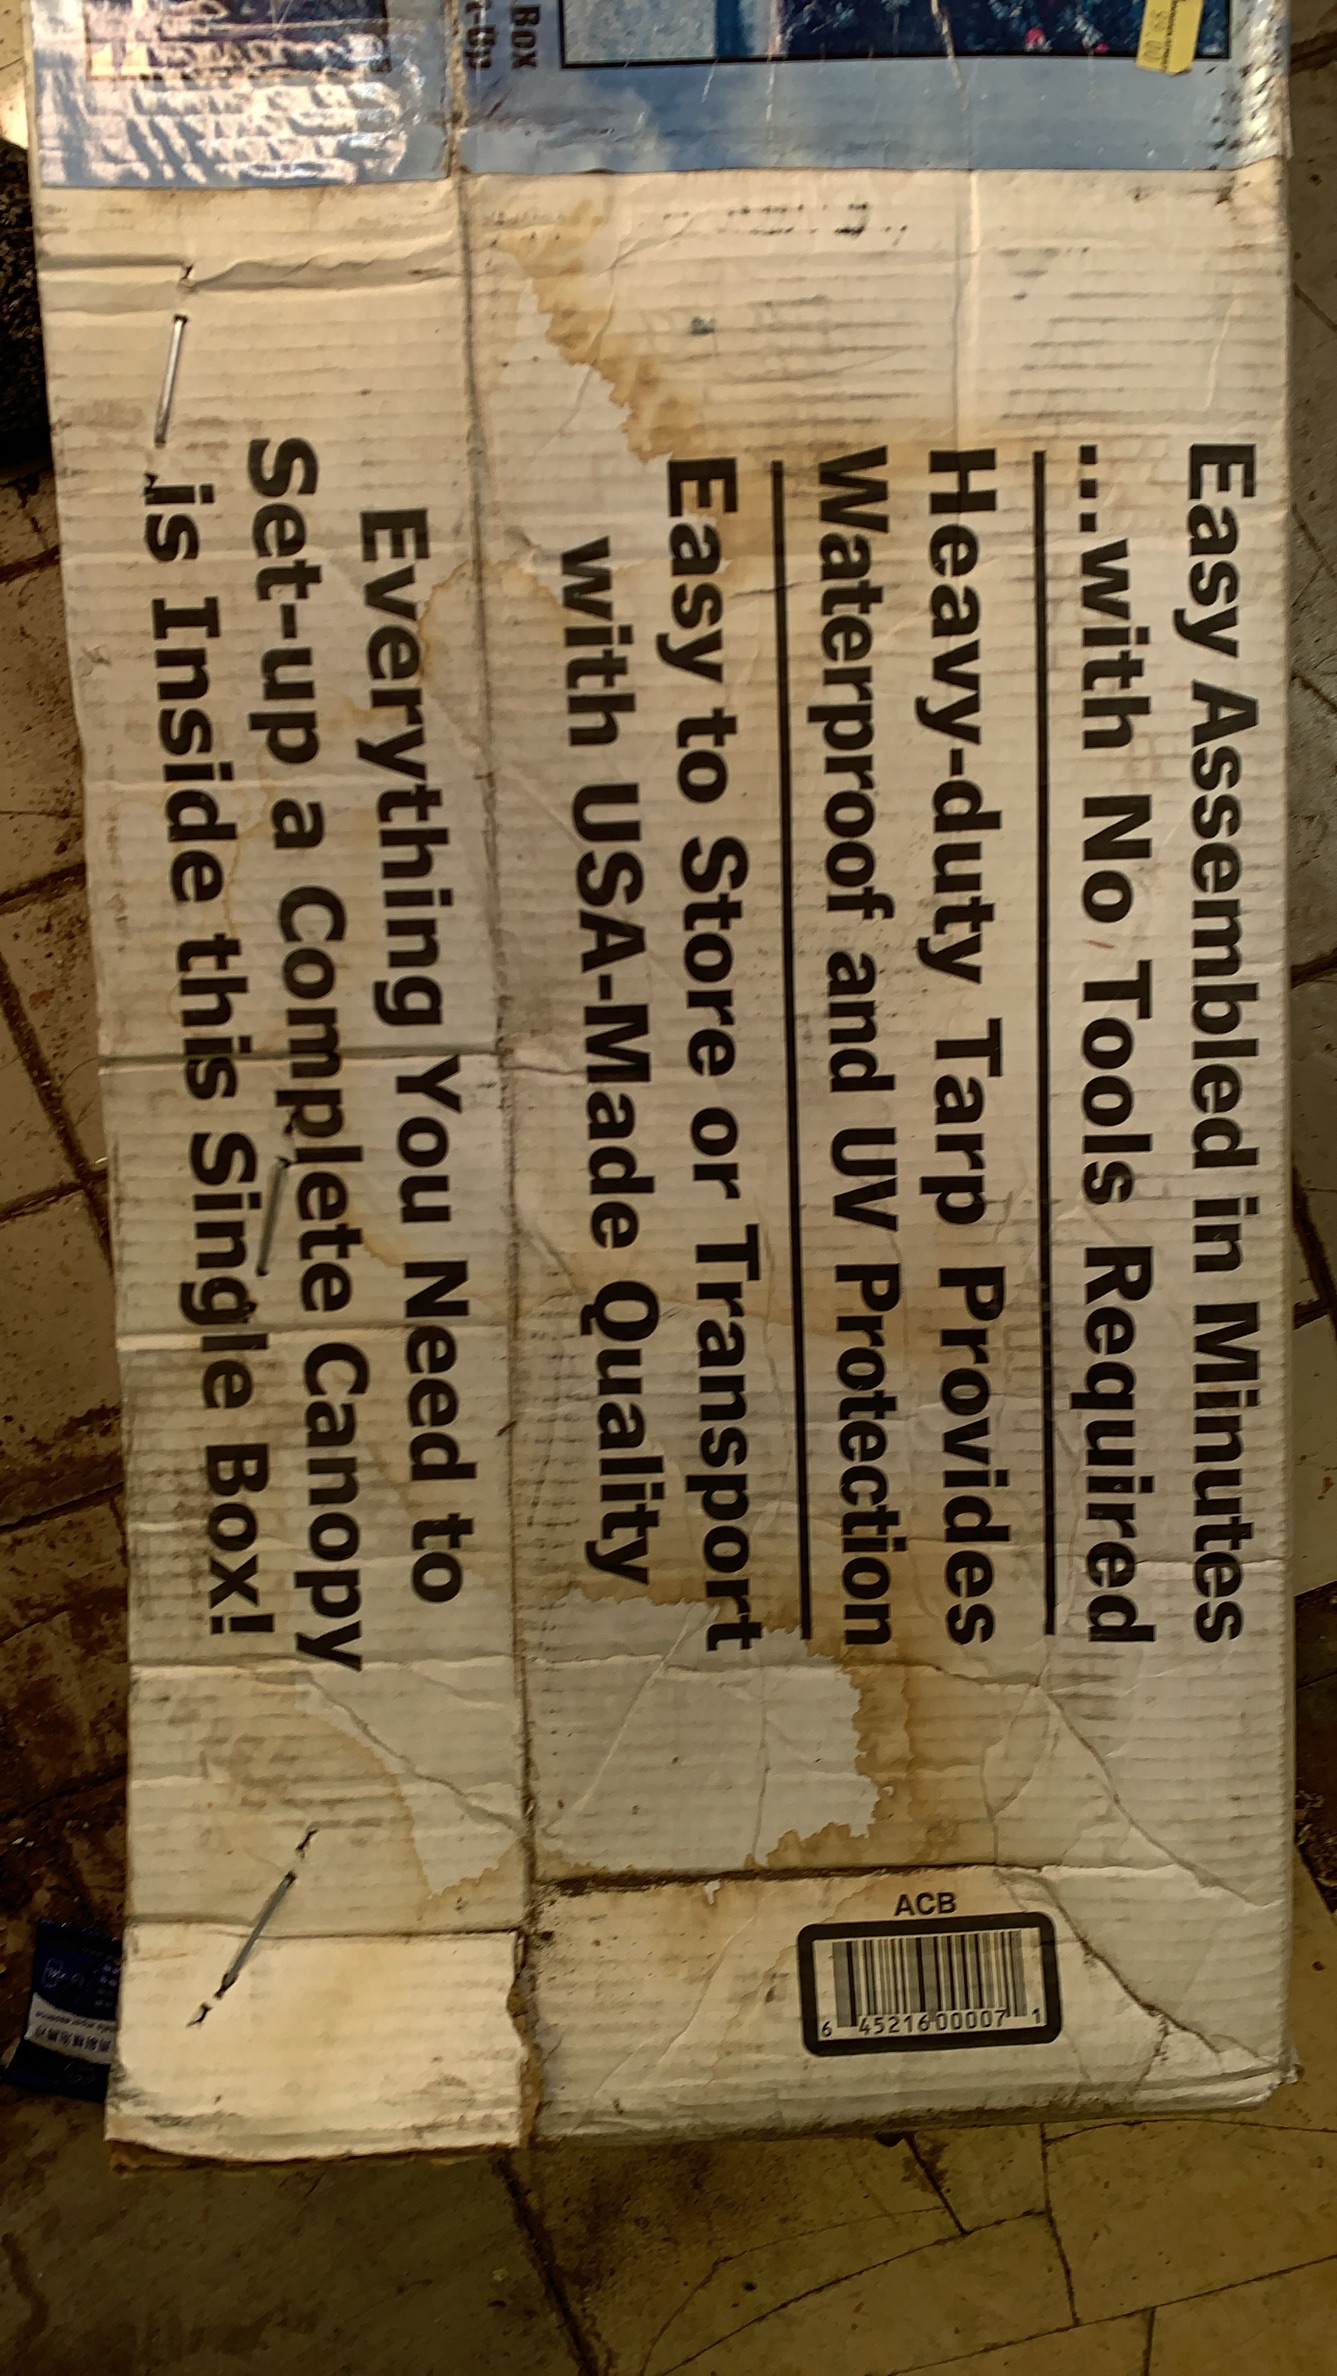 Easy Assembled in Minutes
...with No Tools Required
Heavy-duty Tarp Provides
Waterproof and UV Protection
Easy to Store or Transport
with USA-Made Quality
Everything You Need to
Set-up a Complete Canopy
is Inside this Single Box!
Box
-Up
ACB
6 45216 00007 1